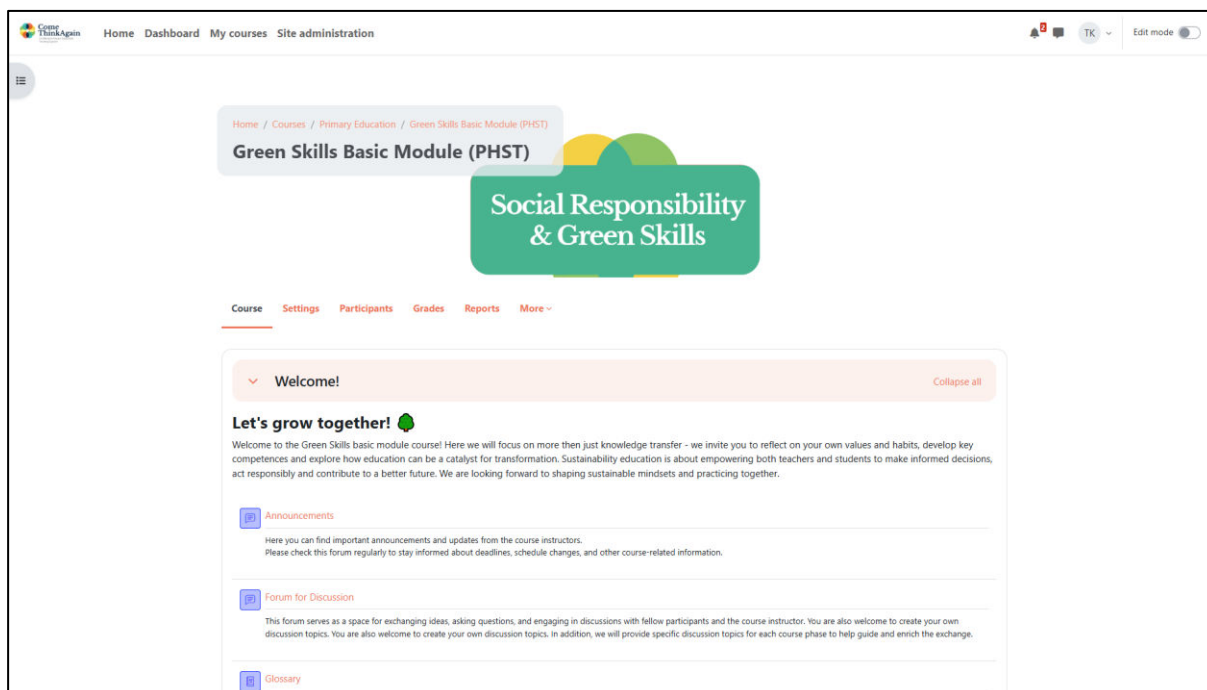 Come
ThinkAgain
Home Dashboard My courses Site administration
2
TK
Edit mode
Home / Courses / Primary Education / Green Skills Basic Module (PHST)
Green Skills Basic Module (PHST)
Social Responsibility
& Green Skills
Course Settings Participants Grades Reports More
Welcome!
Collapse all
Let's grow together!
Welcome to the Green Skills basic module course! Here we will focus on more then just knowledge transfer - we invite you to reflect on your own values and habits, develop key
competences and explore how education can be a catalyst for transformation. Sustainability education is about empowering both teachers and students to make informed decisions,
act responsibly and contribute to a better future. We are looking forward to shaping sustainable mindsets and practicing together.
Announcements
Here you can find important announcements and updates from the course instructors.
Please check this forum regularly to stay informed about deadlines, schedule changes, and other course-related information.
Forum for Discussion
This forum serves as a space for exchanging ideas, asking questions, and engaging in discussions with fellow participants and the course instructor. You are also welcome to create your own
discussion topics. You are also welcome to create your own discussion topics. In addition, we will provide specific discussion topics for each course phase to help guide and enrich the exchange.
Glossary